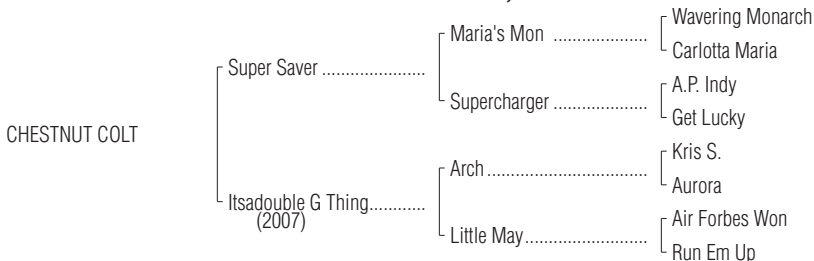 Wavering Monarch
Maria's Mon ....................
Carlotta Maria
Super Saver ......................
A.P. Indy
Supercharger ....................
Get Lucky
CHESTNUT COLT
Kris S.
Arch ..................................
Aurora
Itsadouble G Thing............
(2007)
Air Forbes Won
Little May..........................
Run Em Up